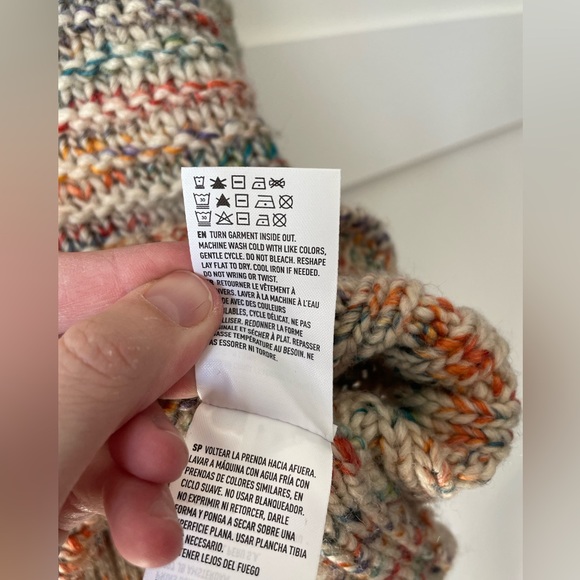 30
30
EN TURN GARMENT INSIDE OUT.
MACHINE WASH COLD WITH LIKE COLORS,
GENTLE CYCLE. DO NOT BLEACH. RESHAPE
LAY FLAT TO DRY. COOL IRON IF NEEDED.
DO NOT WRING OR TWIST.
RETOURNER LE VÊTEMENT À
LAVER À LA MACHINE À L'EAU
AVEC DES COULEURS
CYCLE DÉLICAT. NE PAS
REDONNER LA FORME
ET SÉCHER À PLAT. REPASSER
TEMPÉRATURE AU BESOIN. NE
PAS ESSORER NI TORDRE.
SP VOLTEAR LA PRENDA HACIA AFUERA.
LAVAR A MÁQUINA CON AGUA FRÍA CON
PRENDAS DE COLORES SIMILARES, EN
CICLO SUAVE. NO USAR BLANQUEADOR.
NO EXPRIMIR NI RETORCER, DARLE
FORMA Y PONGA A SECAR SOBRE UNA
PLANA. USAR PLANCHA TIBIA
NECESARIO.
LEJOS DEL FUEGO